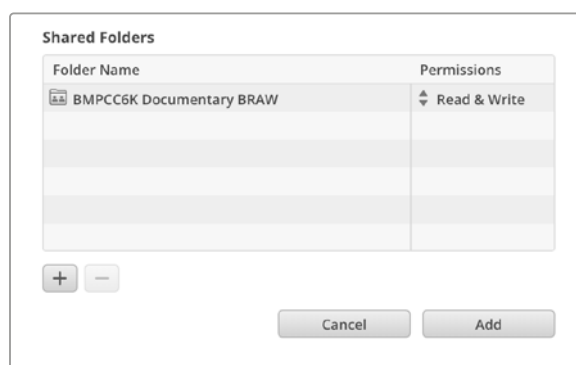 Shared Folders
Folder Name Permissions
BMPCC6K Documentary BRAW Read & Write
+ −
Cancel Add